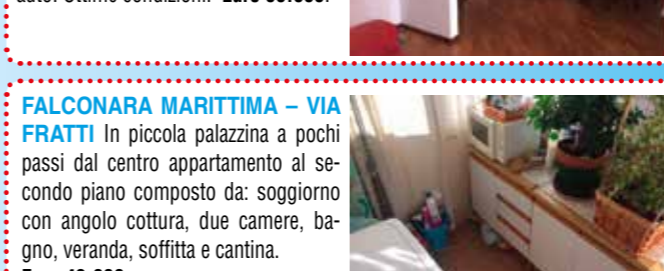 FALCONARA MARITTIMA – VIA
FRATTI In piccola palazzina a pochi
passi dal centro appartamento al se-
condo piano composto da: soggiorno
con angolo cottura, due camere, ba-
gno, veranda, soffitta e cantina.